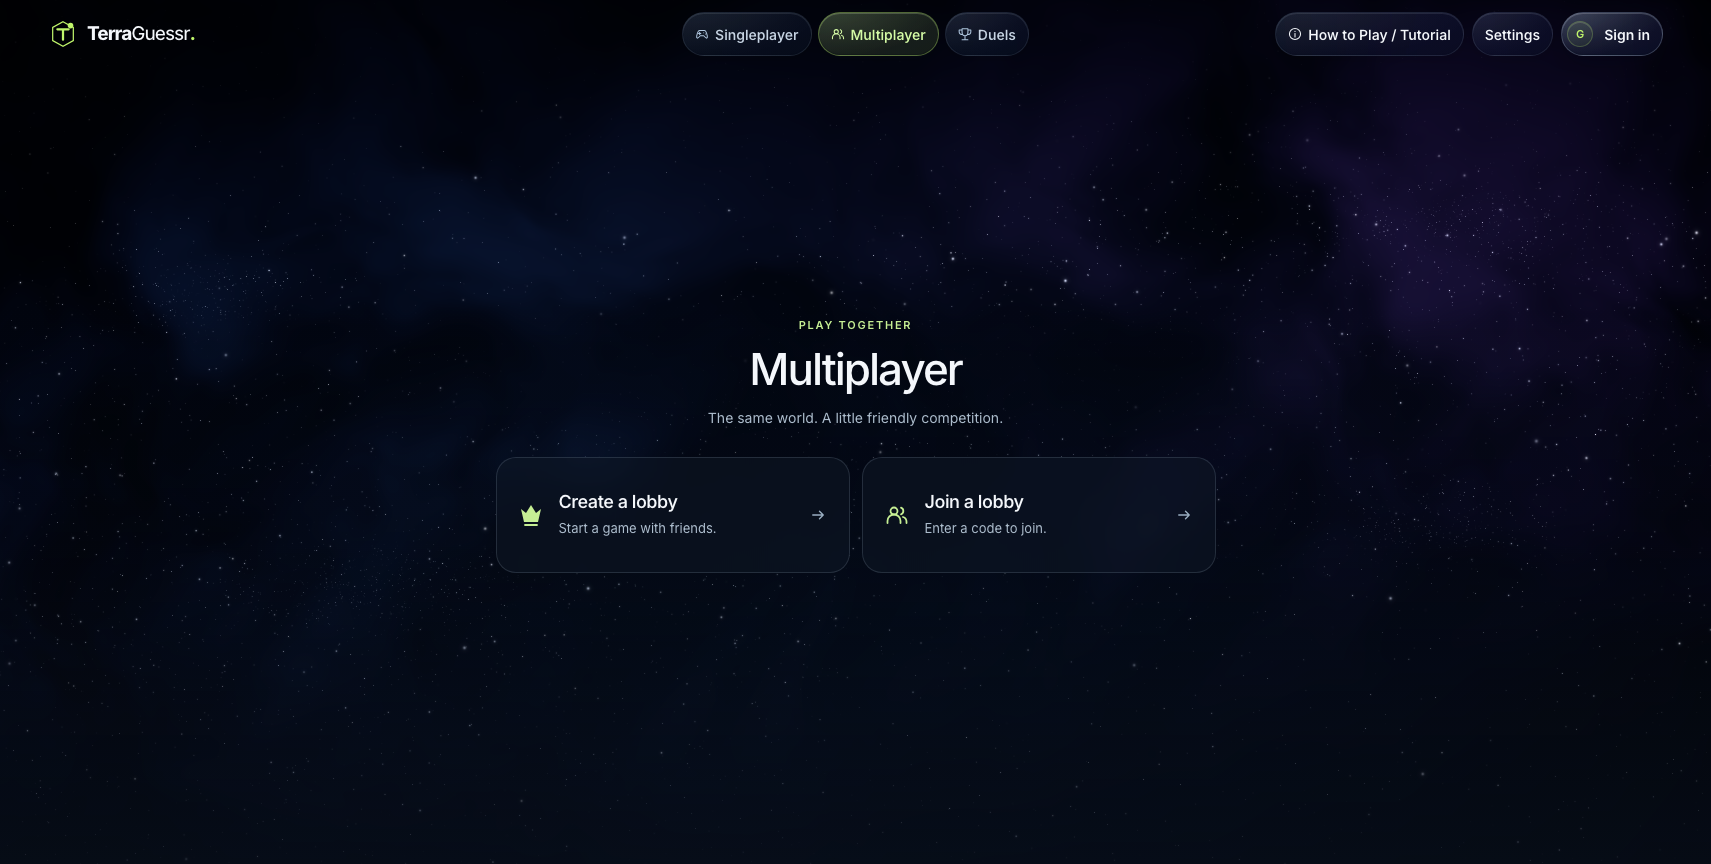 TerraGuessr.
Singleplayer
Multiplayer
Duels
How to Play / Tutorial
Settings
G
Sign in
PLAY TOGETHER
Multiplayer
The same world. A little friendly competition.
Create a lobby
Start a game with friends.
Join a lobby
Enter a code to join.